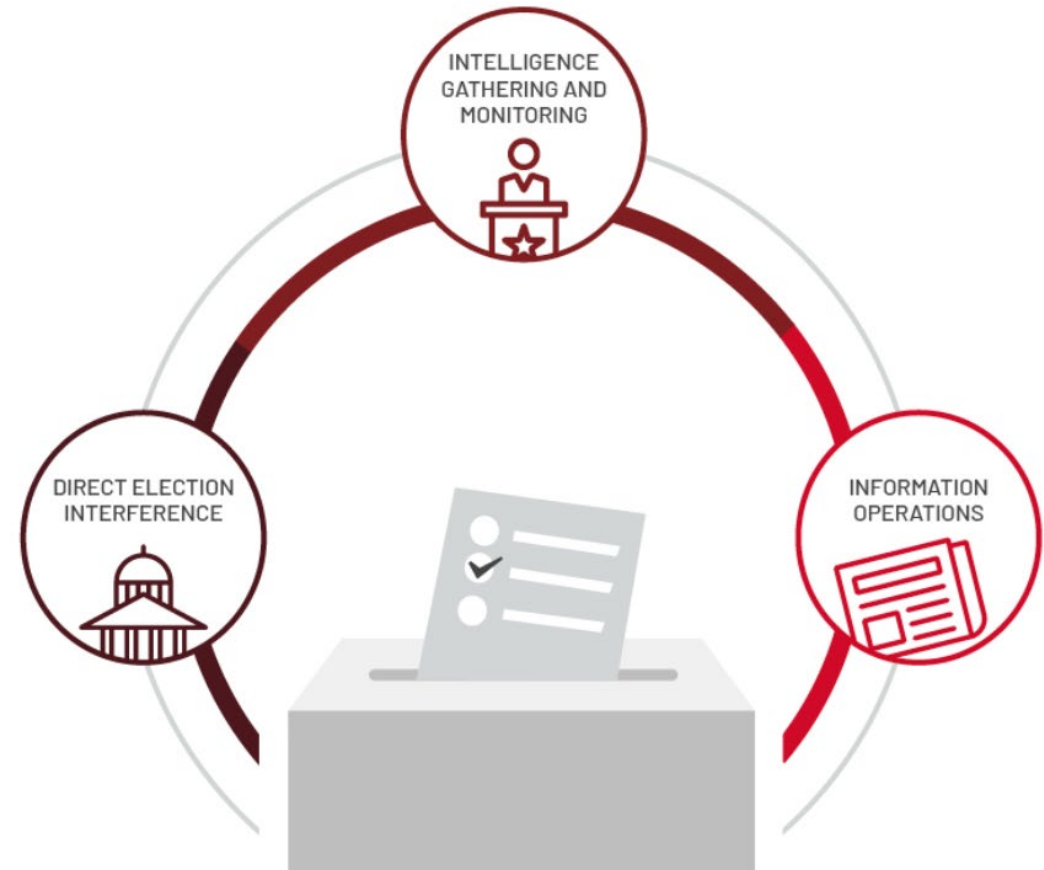 INTELLIGENCE
GATHERING AND
MONITORING
DIRECT ELECTION
INTERFERENCE
INFORMATION
OPERATIONS